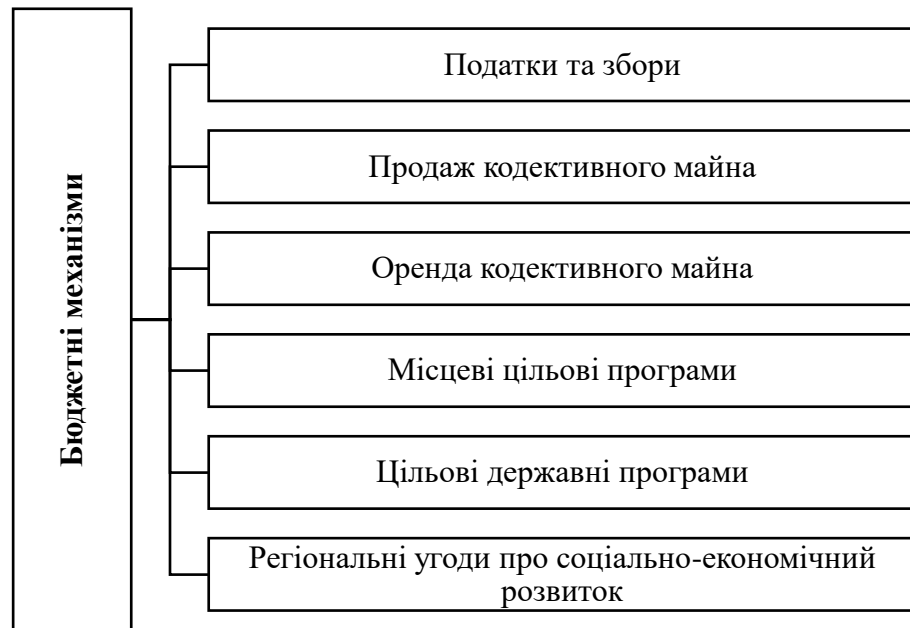 Бюджетні механізми
Податки та збори
Продаж кодективного майна
Оренда кодективного майна
Місцеві цільові програми
Цільові державні програми
Регіональні угоди про соціально-економічний
розвиток